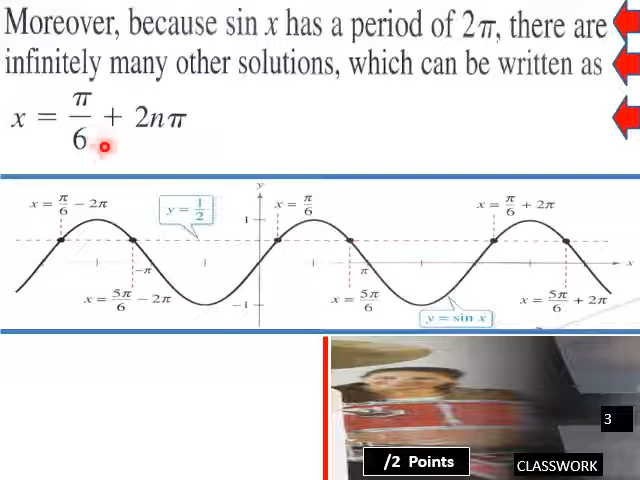 Moreover, because sin x has a period of 2π, there are
infinitely many other solutions, which can be written as
x = π/6 + 2nπ
x = π/6 − 2π
y = 1/2
y
1
x = π/6
x = π/6 + 2π
x
−π
π
x = 5π/6 − 2π
−1
x = 5π/6
y = sin x
x = 5π/6 + 2π
3
/2 Points
CLASSWORK